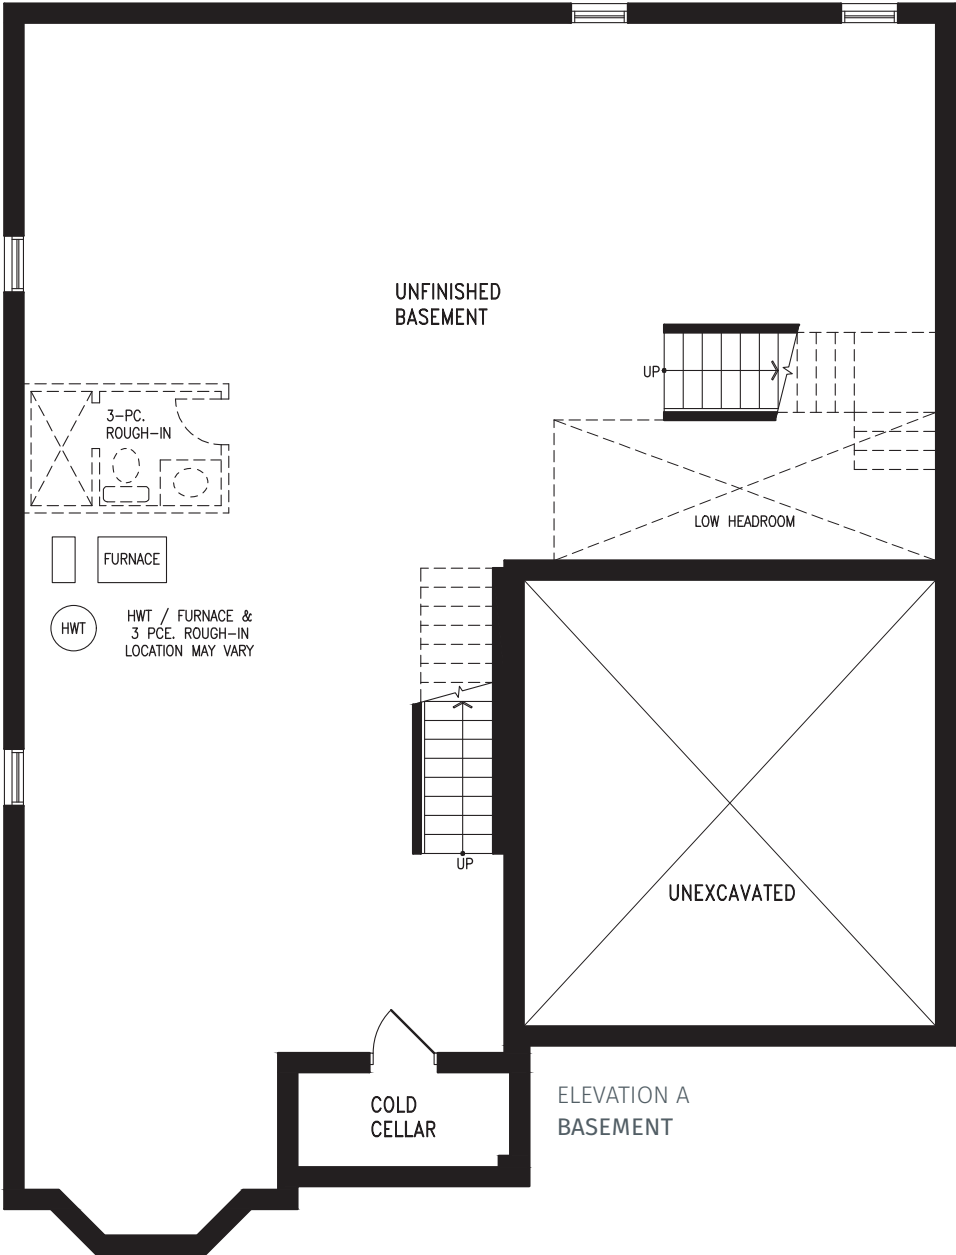 UNFINISHED
BASEMENT
UP
3-PC.
ROUGH-IN
LOW HEADROOM
FURNACE
HWT
HWT / FURNACE &
3 PCE. ROUGH-IN
LOCATION MAY VARY
UP
UNEXCAVATED
COLD
CELLAR
ELEVATION A
BASEMENT